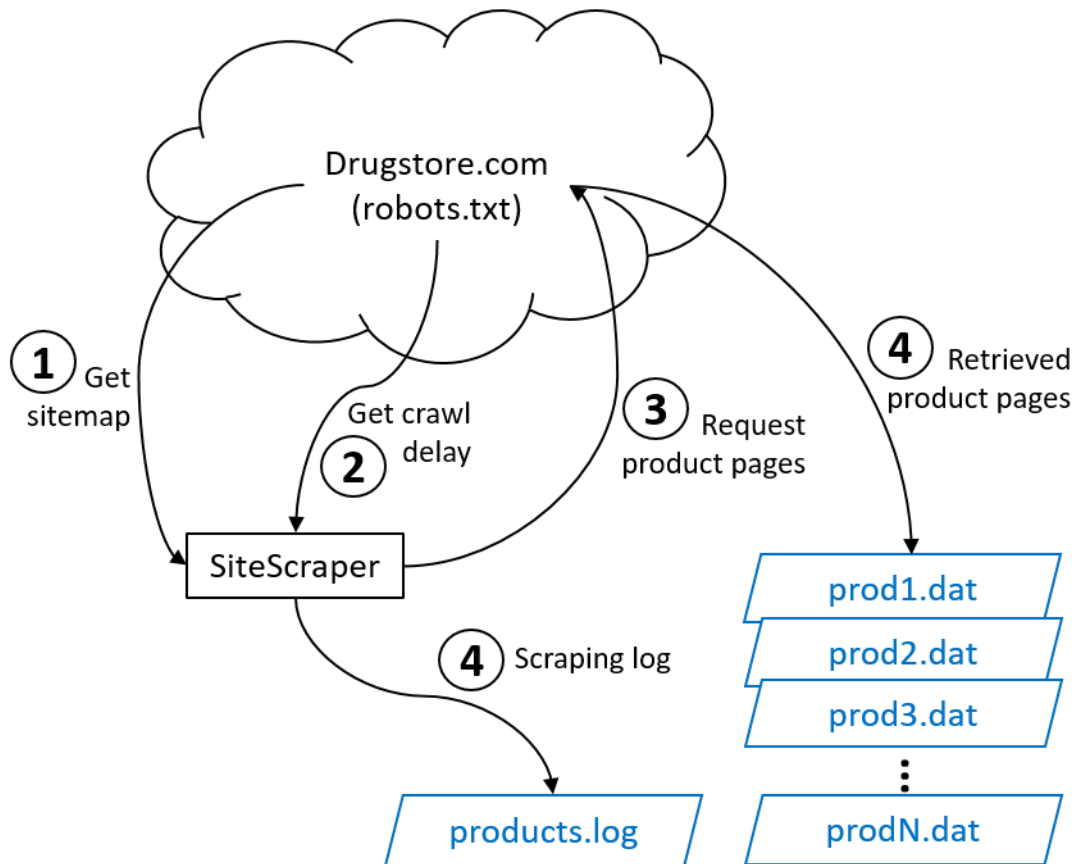 Drugstore.com
(robots.txt)
1 Get
sitemap
Get crawl
delay
2
3 Request
product pages
4 Retrieved
product pages
SiteScraper
4 Scraping log
products.log
prod1.dat
prod2.dat
prod3.dat
prodN.dat